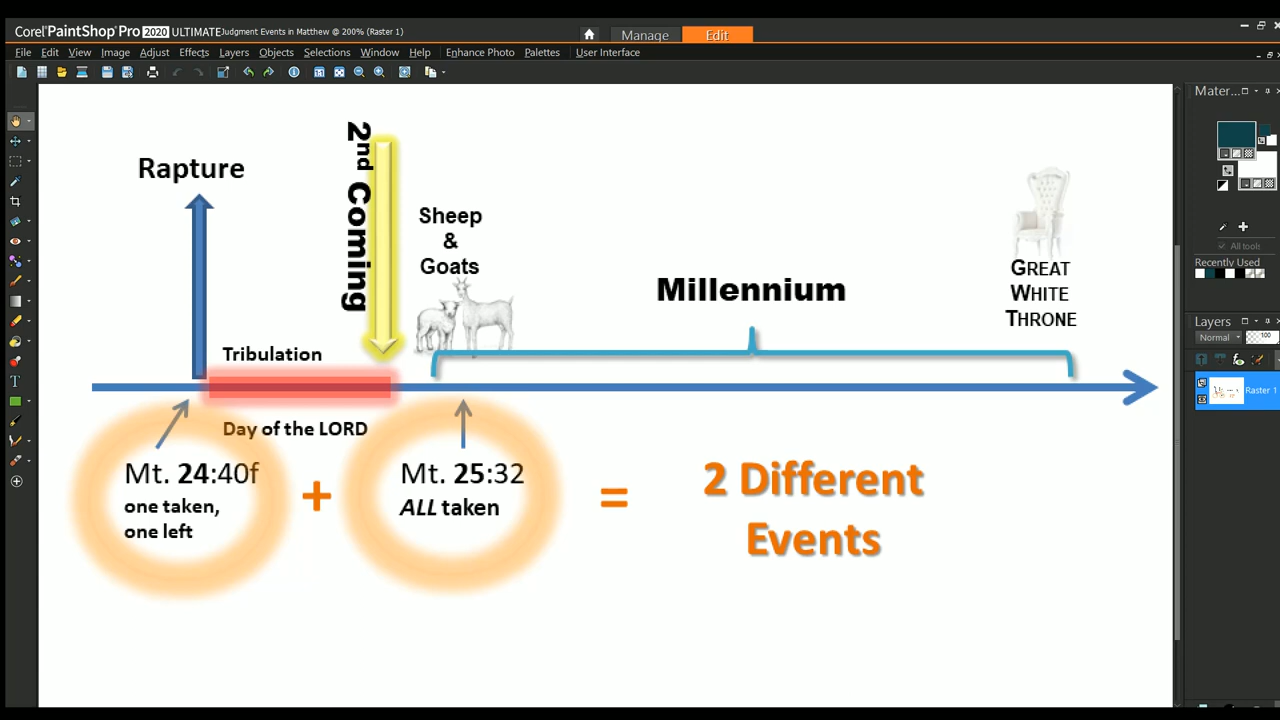 Corel PaintShop Pro 2020 ULTIMATE Judgment Events in Matthew @ 200% (Raster 1)
Manage
Edit
File Edit View Image Adjust Effects Layers Objects Selections Window Help Enhance Photo Palettes User Interface
Mater...
All tools
Recently Used
Layers
Normal
100
Raster 1
Rapture
2nd Coming
Sheep
&
Goats
Millennium
GREAT
WHITE
THRONE
Tribulation
Day of the LORD
Mt. 24:40f
one taken,
one left
+
Mt. 25:32
ALL taken
=
2 Different
Events